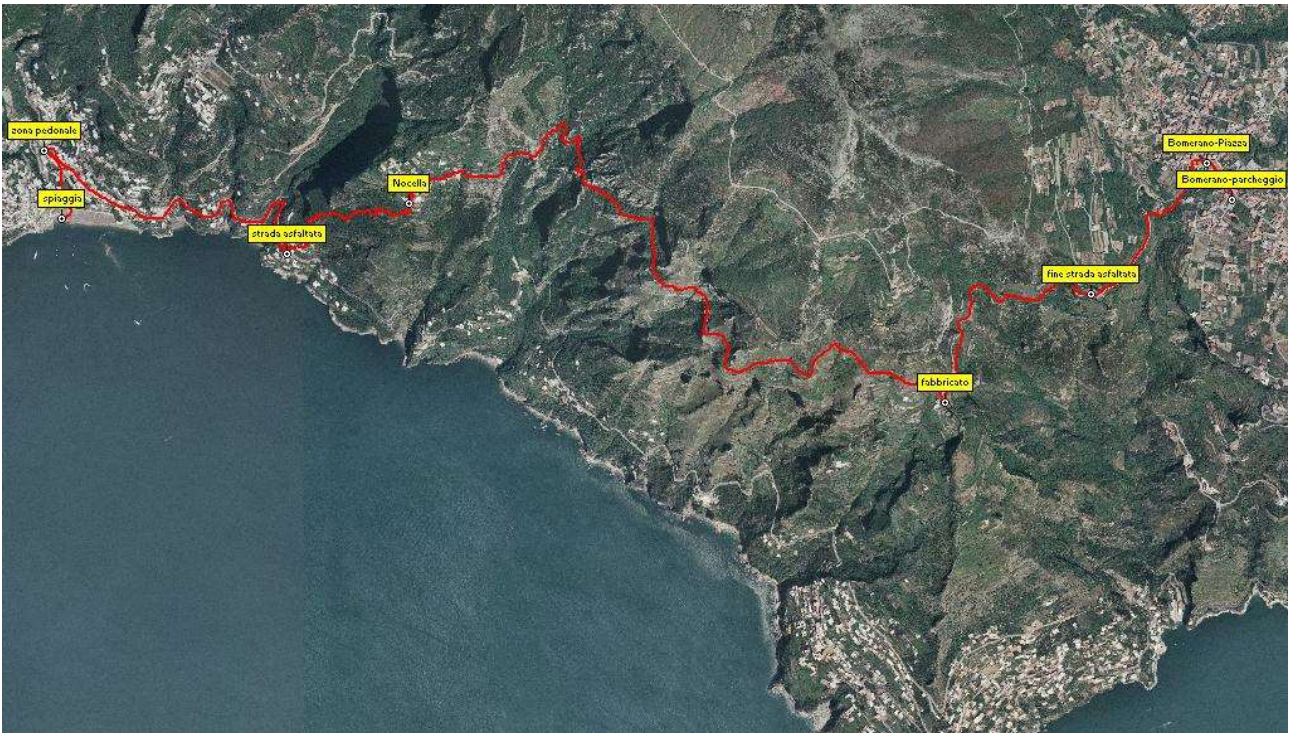 zona pedonale
spiaggia
strada asfaltata
Nocella
Bomerano-Piazza
Bomerano-parcheggio
fine strada asfaltata
fabbricato